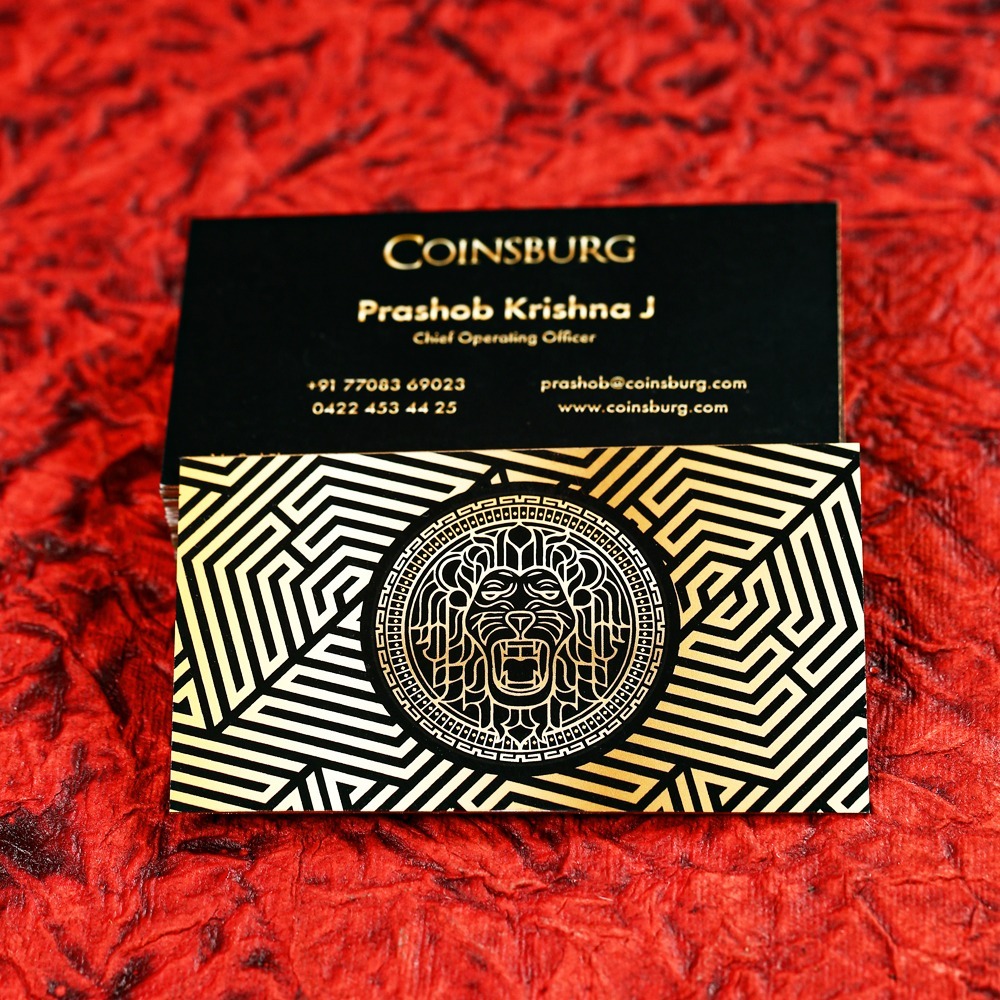 COINSBURG
Prashob Krishna J
Chief Operating Officer
+91 77083 69023
0422 453 44 25
prashob@coinsburg.com
www.coinsburg.com